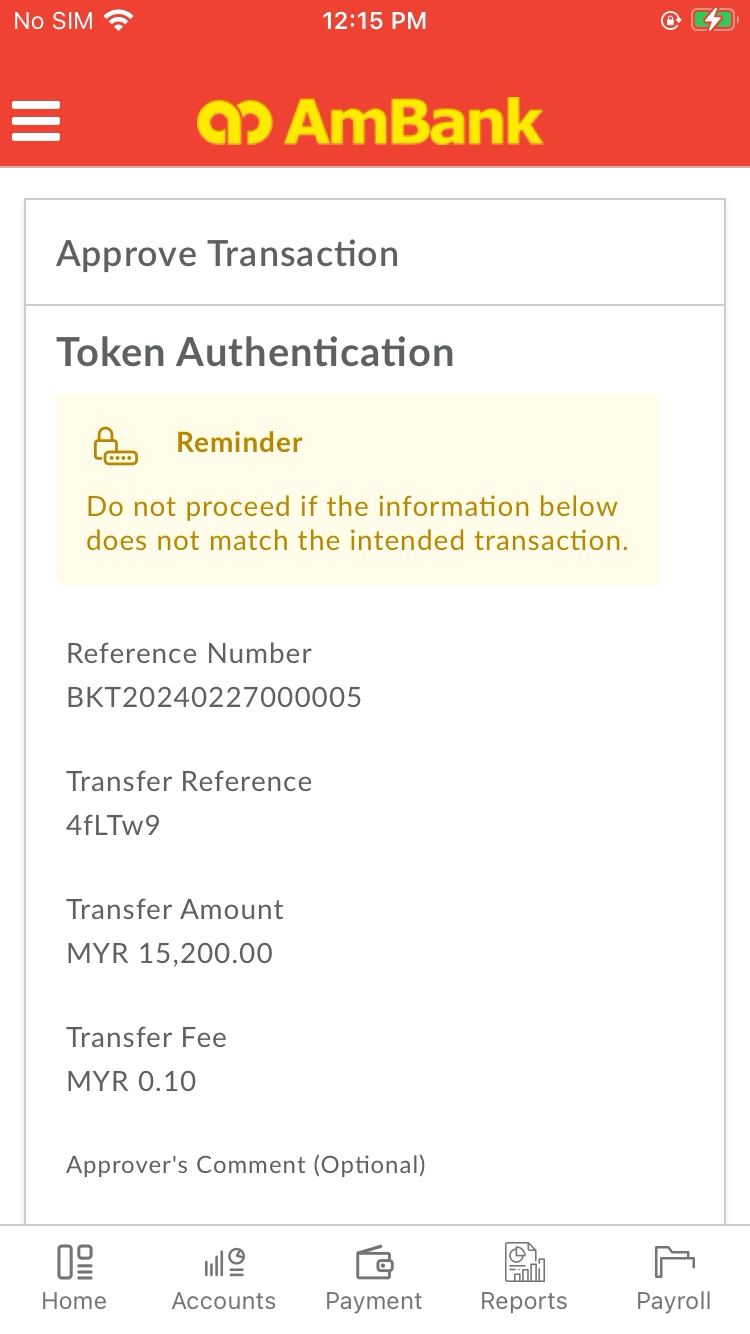 No SIM 12:15 PM
AmBank
Approve Transaction
Token Authentication
Reminder
Do not proceed if the information below
does not match the intended transaction.
Reference Number
BKT20240227000005
Transfer Reference
4fLTw9
Transfer Amount
MYR 15,200.00
Transfer Fee
MYR 0.10
Approver's Comment (Optional)
Home Accounts Payment Reports Payroll